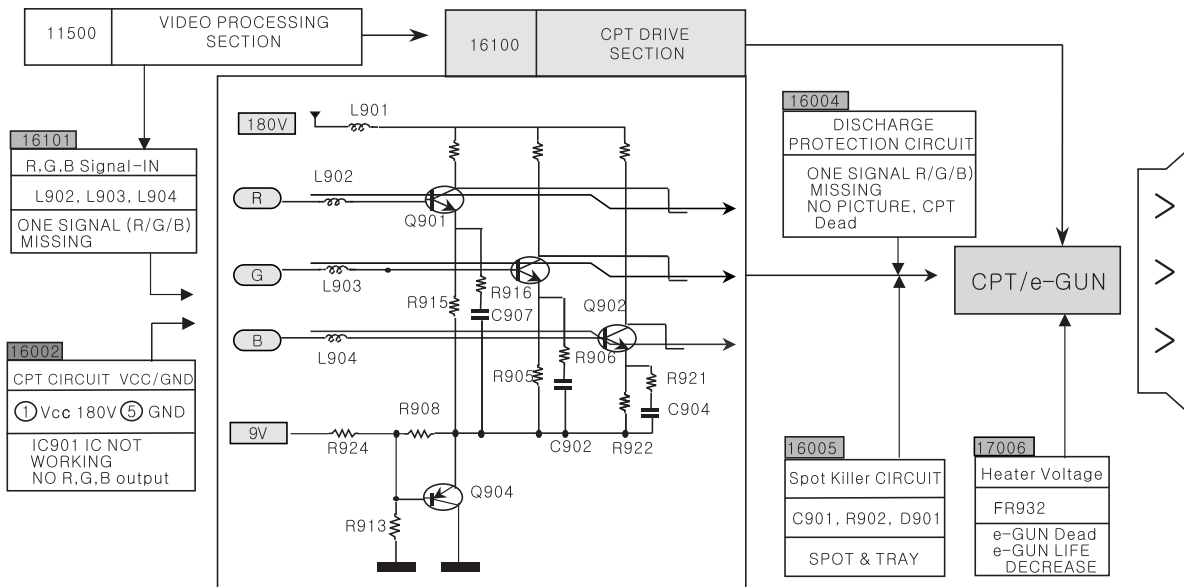 11500
VIDEO PROCESSING
SECTION
16100
CPT DRIVE
SECTION
16101
R,G,B Signal-IN
L902, L903, L904
ONE SIGNAL (R/G/B)
MISSING
16002
CPT CIRCUIT VCC/GND
① Vcc 180V ⑤ GND
IC901 IC NOT
WORKING
NO R,G,B output
180V
L901
R
L902
Q901
G
L903
R915
R916
C907
Q902
B
L904
R905
R906
R921
C904
9V
R924
R908
C902
R922
Q904
R913
16004
DISCHARGE
PROTECTION CIRCUIT
ONE SIGNAL R/G/B)
MISSING
NO PICTURE, CPT
Dead
CPT/e-GUN
16005
Spot Killer CIRCUIT
C901, R902, D901
SPOT & TRAY
17006
Heater Voltage
FR932
e-GUN Dead
e-GUN LIFE
DECREASE